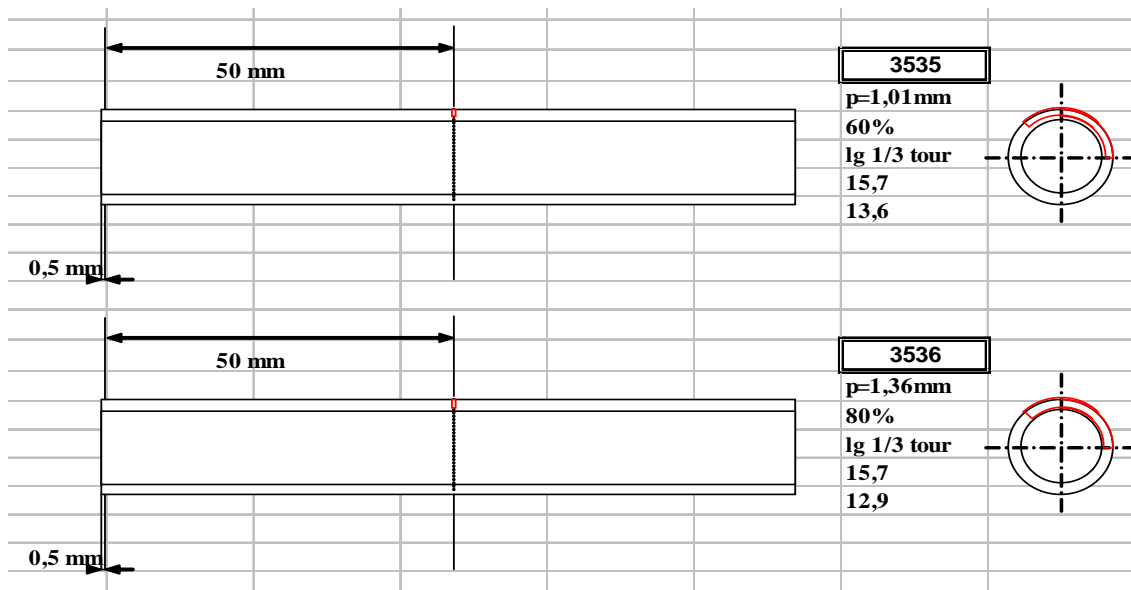 50 mm
3535
p=1,01mm
60%
lg 1/3 tour
15,7
13,6
0,5 mm
50 mm
3536
p=1,36mm
80%
lg 1/3 tour
15,7
12,9
0,5 mm